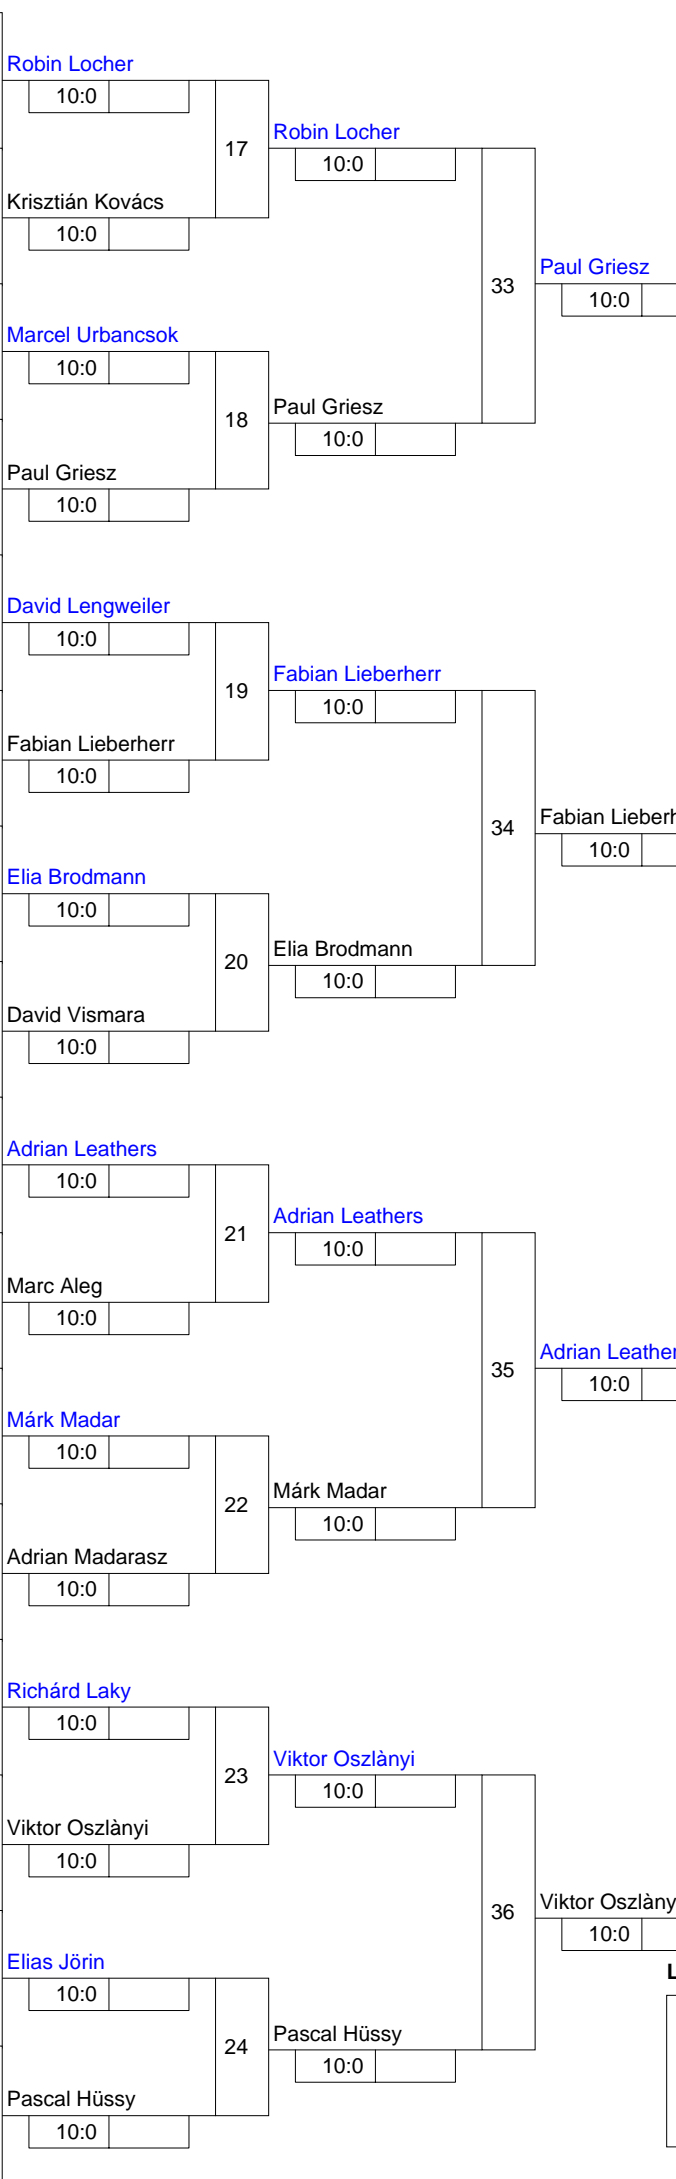 Robin Locher
10:0
17
Krisztián Kovács
10:0
Marcel Urbancsok
10:0
18
Paul Griesz
10:0
David Lengweiler
10:0
19
Fabian Lieberherr
10:0
Elia Brodmann
10:0
20
David Vismara
10:0
Adrian Leathers
10:0
21
Marc Aleg
10:0
Márk Madar
10:0
22
Adrian Madarasz
10:0
Richárd Laky
10:0
23
Viktor Oszlànyi
10:0
Elias Jörin
10:0
24
Pascal Hüssy
10:0
Robin Locher
10:0
33
Paul Griesz
10:0
Fabian Lieberherr
10:0
34
Elia Brodmann
10:0
Adrian Leathers
10:0
35
Márk Madar
10:0
Viktor Oszlànyi
10:0
36
Pascal Hüssy
10:0
Paul Griesz
10:0
Fabian Lieber
10:0
Adrian Leather
10:0
Viktor Oszlány
10:0
L